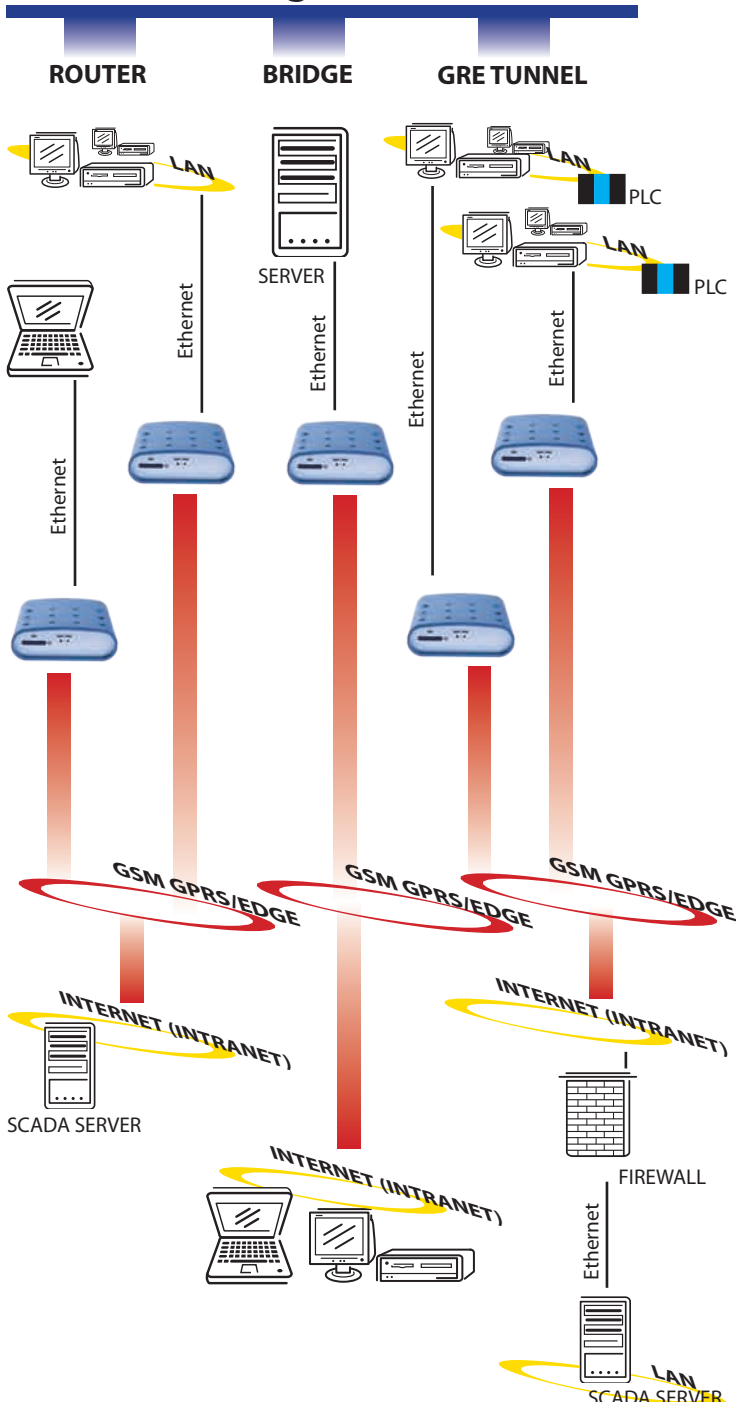 ROUTER
BRIDGE
GRE TUNNEL
LAN
LAN
PLC
SERVER
LAN
PLC
Ethernet
Ethernet
Ethernet
Ethernet
Ethernet
GSM GPRS/EDGE
GSM GPRS/EDGE
GSM GPRS/EDGE
INTERNET (INTRANET)
INTERNET (INTRANET)
SCADA SERVER
INTERNET (INTRANET)
FIREWALL
Ethernet
LAN
SCADA SERVER